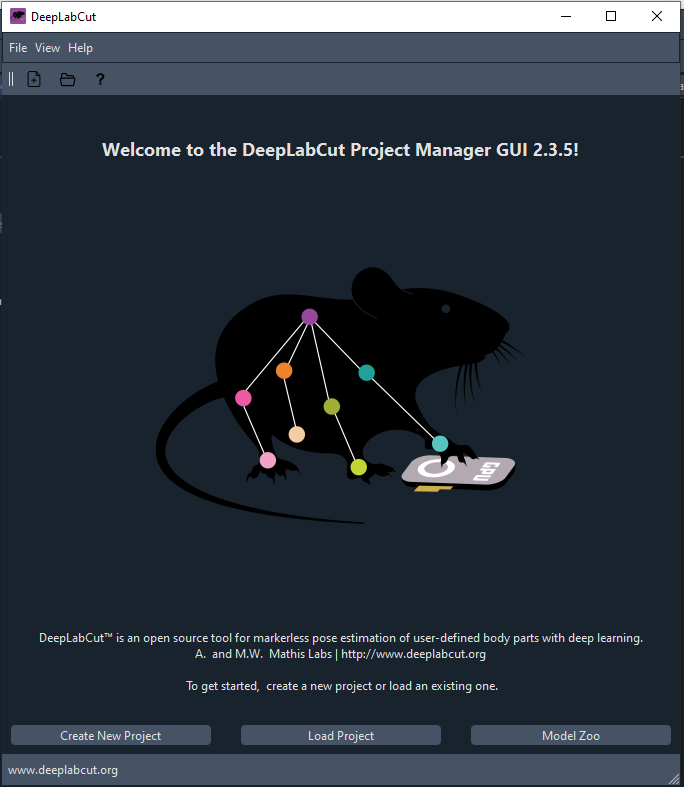 DeepLabCut
File View Help
Welcome to the DeepLabCut Project Manager GUI 2.3.5!
GPU
DeepLabCut™ is an open source tool for markerless pose estimation of user-defined body parts with deep learning.
A. and M.W. Mathis Labs | http://www.deeplabcut.org
To get started, create a new project or load an existing one.
Create New Project
Load Project
Model Zoo
www.deeplabcut.org